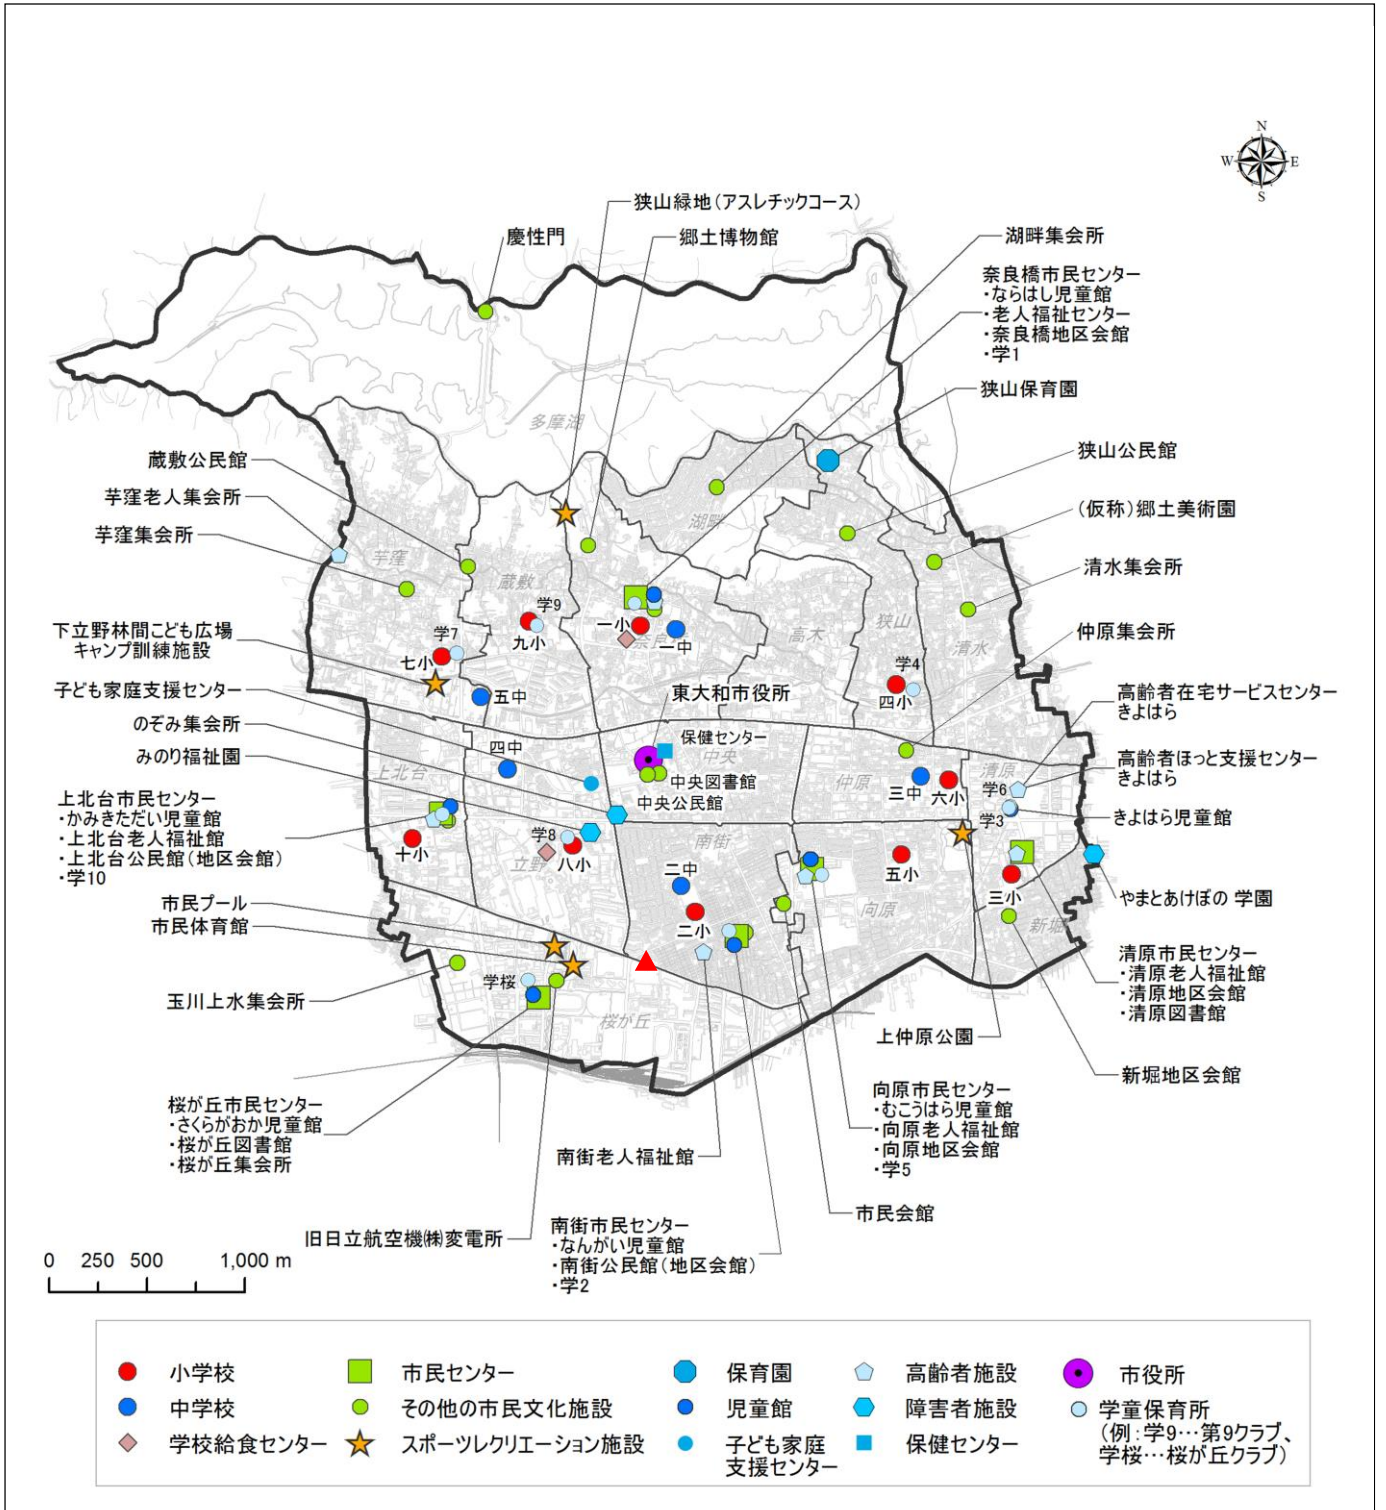 N
W
E
S
狭山緑地(アスレチックコース)
慶性門
郷土博物館
湖畔集会所
奈良橋市民センター
・ならはし児童館
・老人福祉センター
・奈良橋地区会館
・学1
狭山保育園
多摩湖
蔵敷公民館
狭山公民館
芋窪老人集会所
(仮称)郷土美術園
芋窪集会所
湖畔
芋窪
蔵敷
清水集会所
学9
下立野林間こども広場
キャンプ訓練施設
学7
九小
一小
奈良橋
一中
高木
狭山
清水
仲原集会所
七小
学4
四小
子ども家庭支援センター
五中
東大和市役所
高齢者在宅サービスセンター
きよはら
のぞみ集会所
四中
保健センター
中央
みのり福祉園
上北台
中央図書館
仲原
三中
六小
清原
学6
高齢者ほっと支援センター
きよはら
中央公民館
上北台市民センター
・かみきただい児童館
・上北台老人福祉館
・上北台公民館(地区会館)
・学10
学3
きよはら児童館
十小
学8
立野
八小
南街
二中
五小
やまとあけぼの 学園
市民プール
三小
向原
市民体育館
二小
新堀
清原市民センター
・清原老人福祉館
・清原地区会館
・清原図書館
玉川上水集会所
学桜
桜が丘
上仲原公園
新堀地区会館
桜が丘市民センター
・さくらがおか児童館
・桜が丘図書館
・桜が丘集会所
向原市民センター
・むこうはら児童館
・向原老人福祉館
・向原地区会館
・学5
南街老人福祉館
市民会館
旧日立航空機㈱変電所
南街市民センター
・なんがい児童館
・南街公民館(地区会館)
・学2
0 250 500 1,000 m
小学校
市民センター
保育園
高齢者施設
市役所
中学校
その他の市民文化施設
児童館
障害者施設
学童保育所
(例:学9…第9クラブ、
学桜…桜が丘クラブ)
学校給食センター
スポーツレクリエーション施設
子ども家庭
支援センター
保健センター